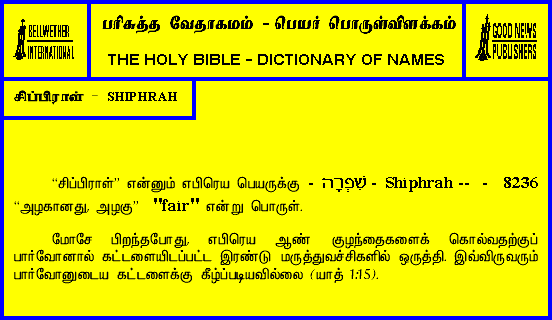 BELLWETHER
INTERNATIONAL
பரிசுத்த வேதாகமம் - பெயர் பொருள்விளக்கம்
THE HOLY BIBLE - DICTIONARY OF NAMES
GOOD NEWS
PUBLISHERS
சிப்பிராள் - SHIPHRAH
“சிப்பிராள்” என்னும் எபிரெய பெயருக்கு - שִׁפְרָה - Shiphrah -- - 8236
“அழகானது, அழகு” "fair" என்று பொருள்.
மோசே பிறந்தபோது, எபிரெய ஆண் குழந்தைகளைக் கொல்வதற்குப்
பார்வோனால் கட்டளையிடப்பட்ட இரண்டு மருத்துவச்சிகளில் ஒருத்தி. இவ்விருவரும்
பார்வோனுடைய கட்டளைக்கு கீழ்ப்படியவில்லை (யாத் 1:15).